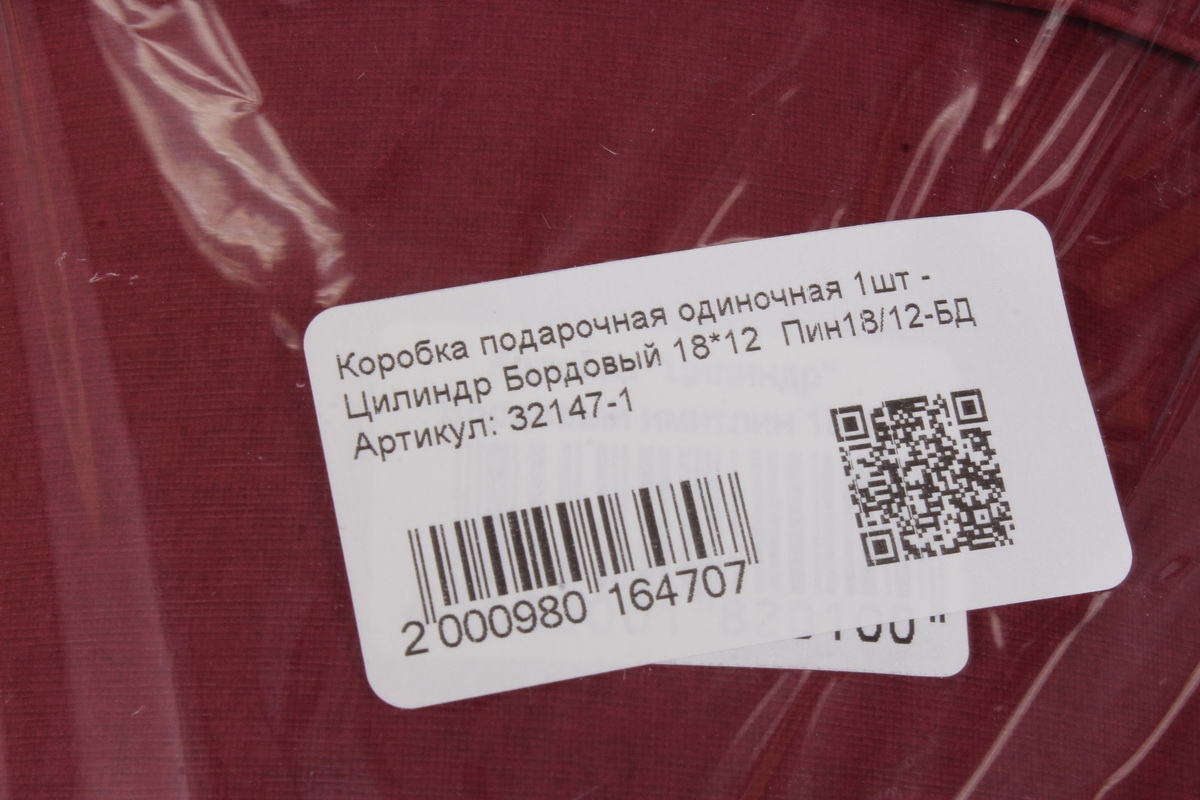 Коробка подарочная одиночная 1шт -
Цилиндр Бордовый 18*12 Пин18/12-БД
Артикул: 32147-1
2 000980 164707